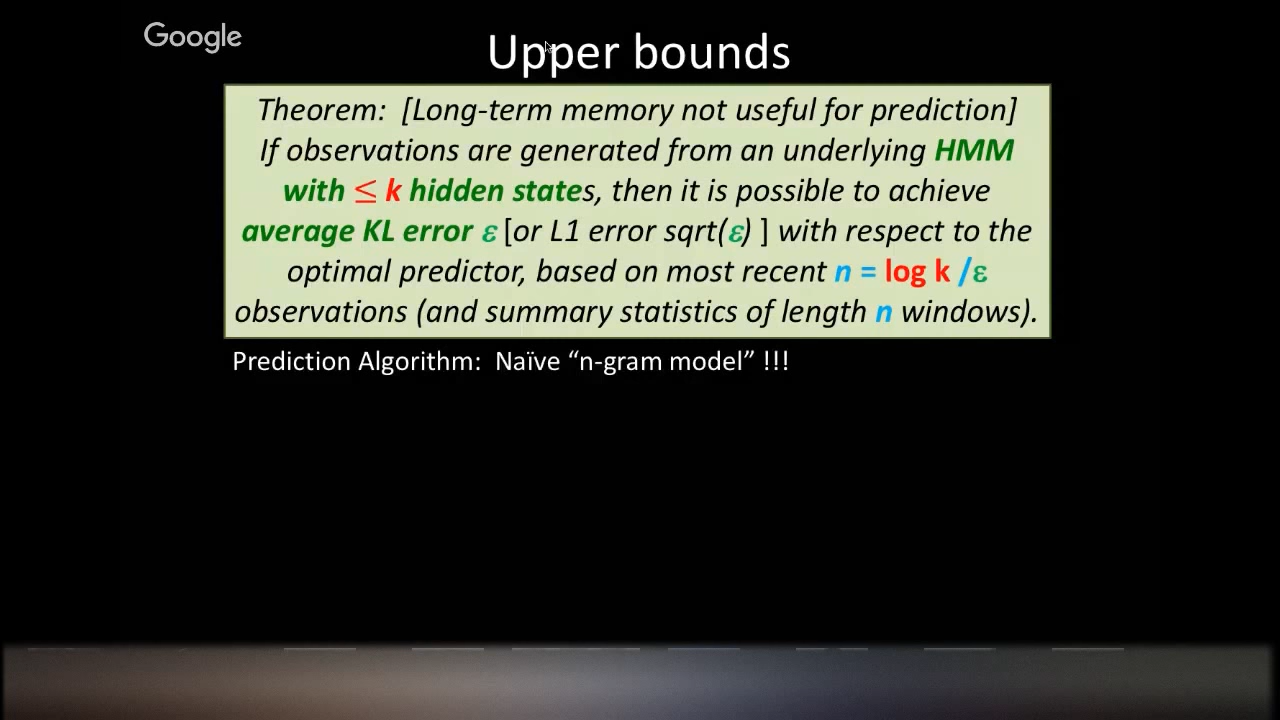 Google
Upper bounds
Theorem: [Long-term memory not useful for prediction]
If observations are generated from an underlying HMM
with ≤ k hidden states, then it is possible to achieve
average KL error ε [or L1 error sqrt(ε) ] with respect to the
optimal predictor, based on most recent n = log k /ε
observations (and summary statistics of length n windows).
Prediction Algorithm: Naïve “n-gram model” !!!